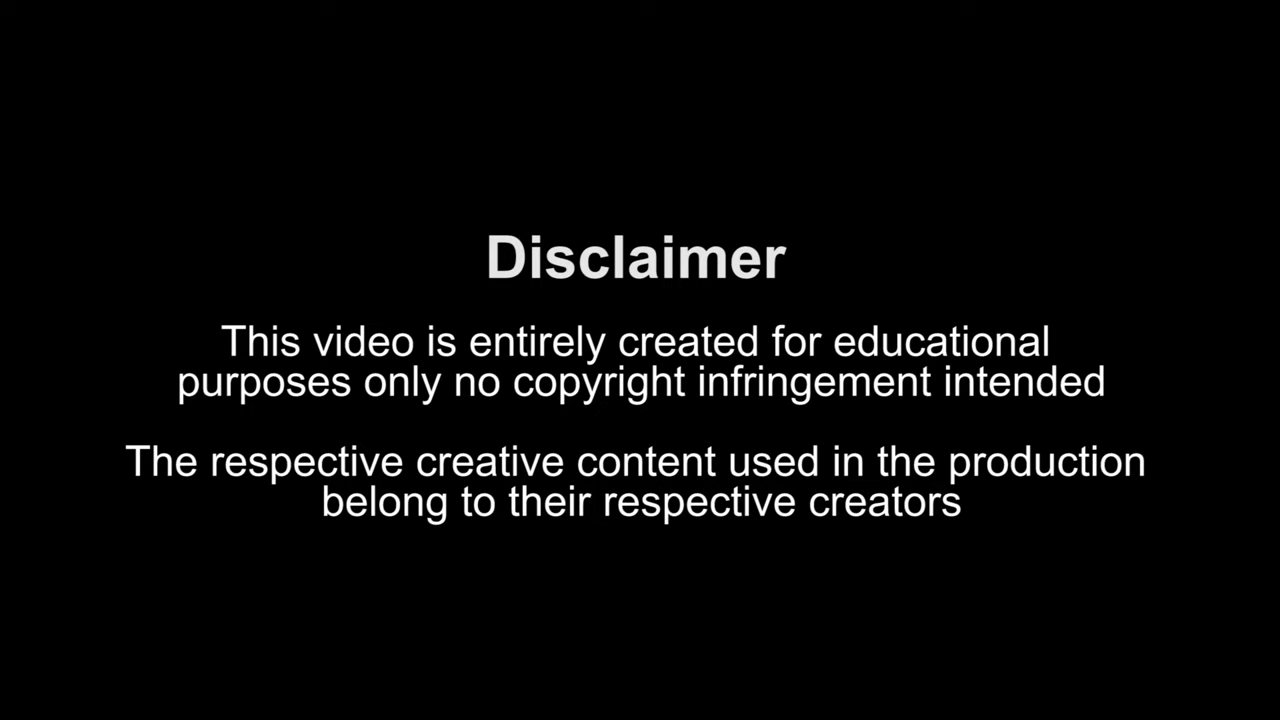 Disclaimer
This video is entirely created for educational
purposes only no copyright infringement intended
The respective creative content used in the production
belong to their respective creators